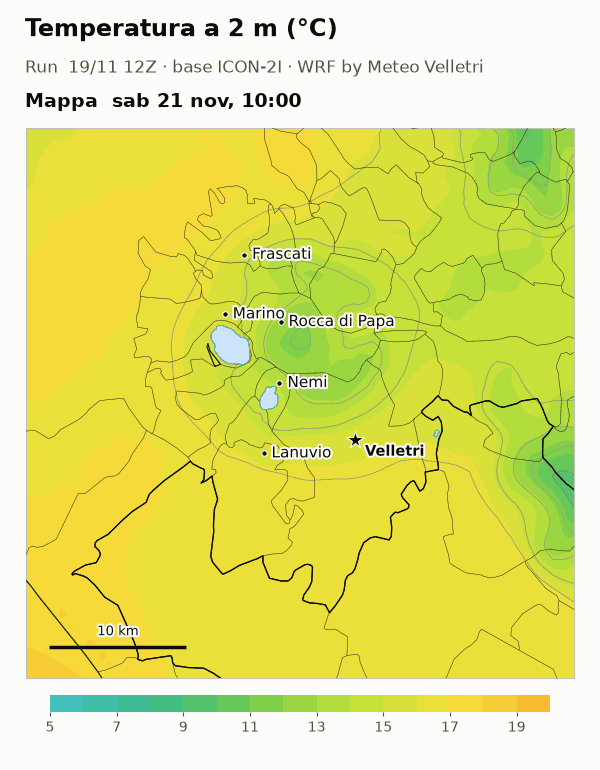 Temperatura a 2 m (°C)
Run  19/11 12Z · base ICON-2I · WRF by Meteo Velletri
Mappa  sab 21 nov, 10:00
Frascati
Marino
Rocca di Papa
Nemi
Velletri
Lanuvio
10 km
5 7 9 11 13 15 17 19